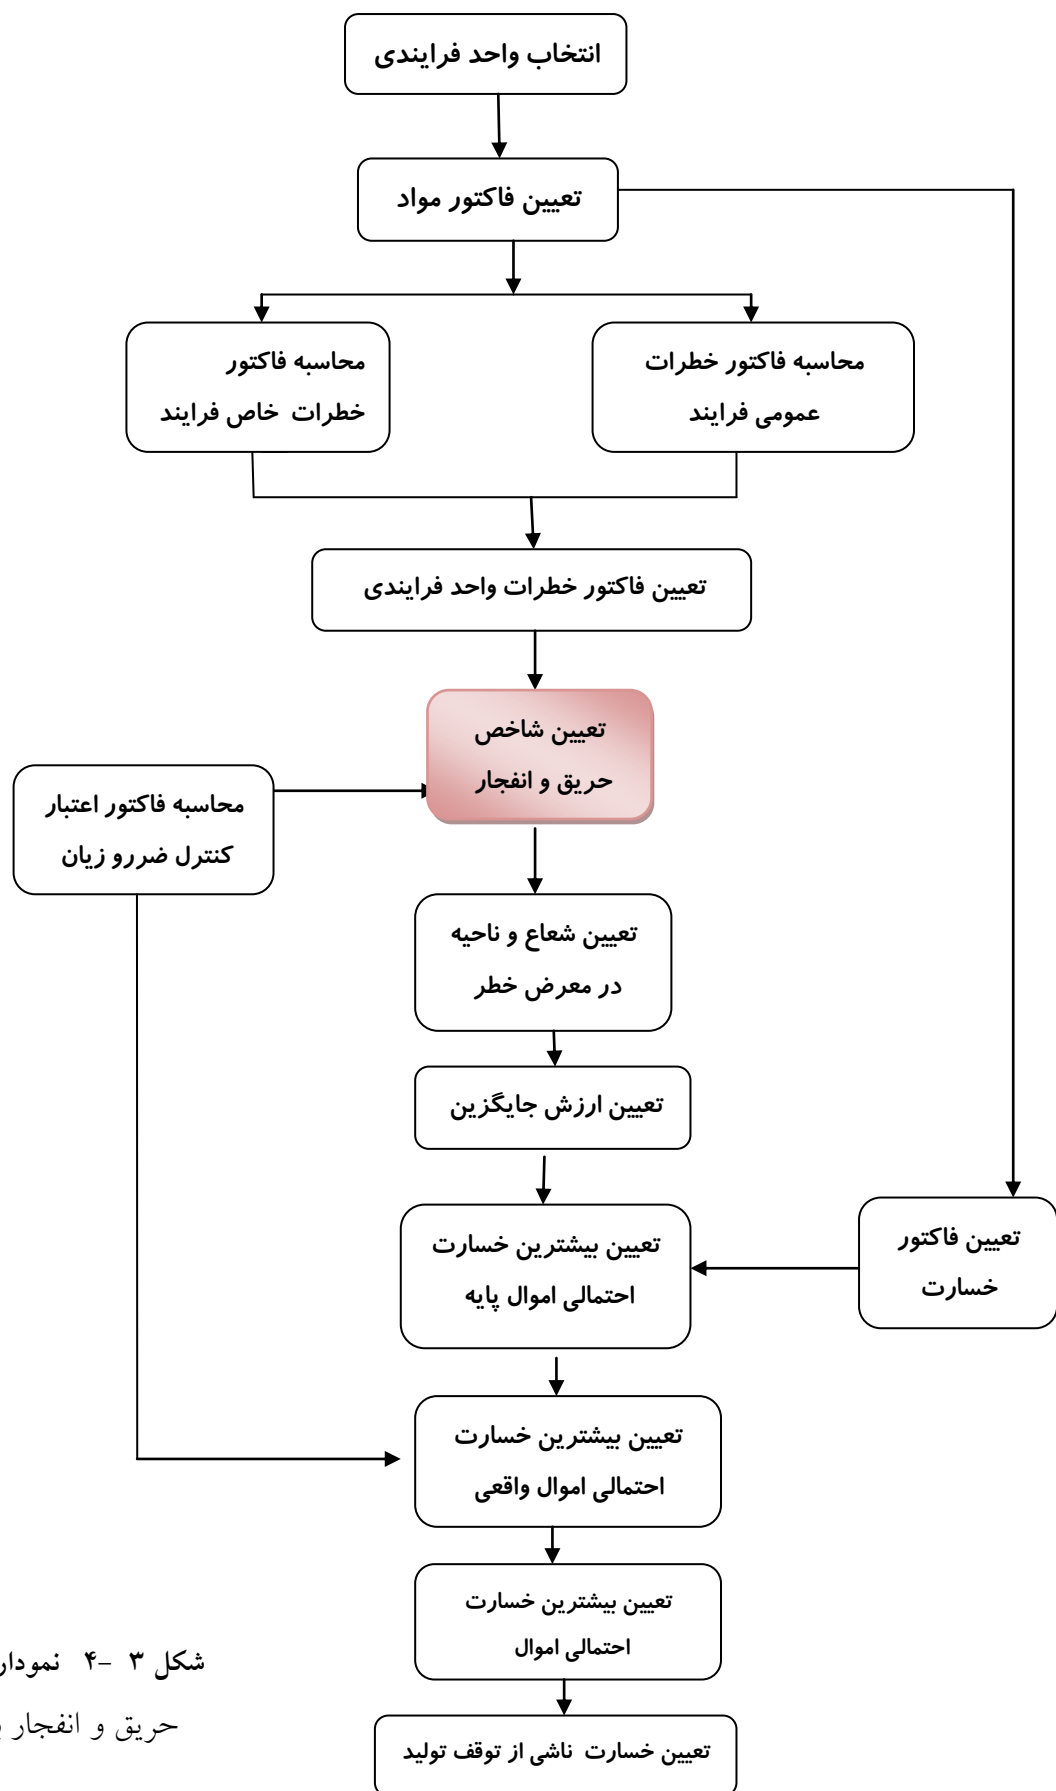 انتخاب واحد فرایندی
تعیین فاکتور مواد
محاسبه فاکتور خطرات
عمومی فرایند
محاسبه فاکتور
خطرات خاص فرایند
تعیین فاکتور خطرات واحد فرایندی
تعیین شاخص
حریق و انفجار
محاسبه فاکتور اعتبار
کنترل ضررو زیان
تعیین شعاع و ناحیه
در معرض خطر
تعیین ارزش جایگزین
تعیین فاکتور
خسارت
تعیین بیشترین خسارت
احتمالی اموال پایه
تعیین بیشترین خسارت
احتمالی اموال واقعی
تعیین بیشترین خسارت
احتمالی اموال
تعیین خسارت ناشی از توقف تولید
شکل ۳ -۴ نمودار
حریق و انفجار